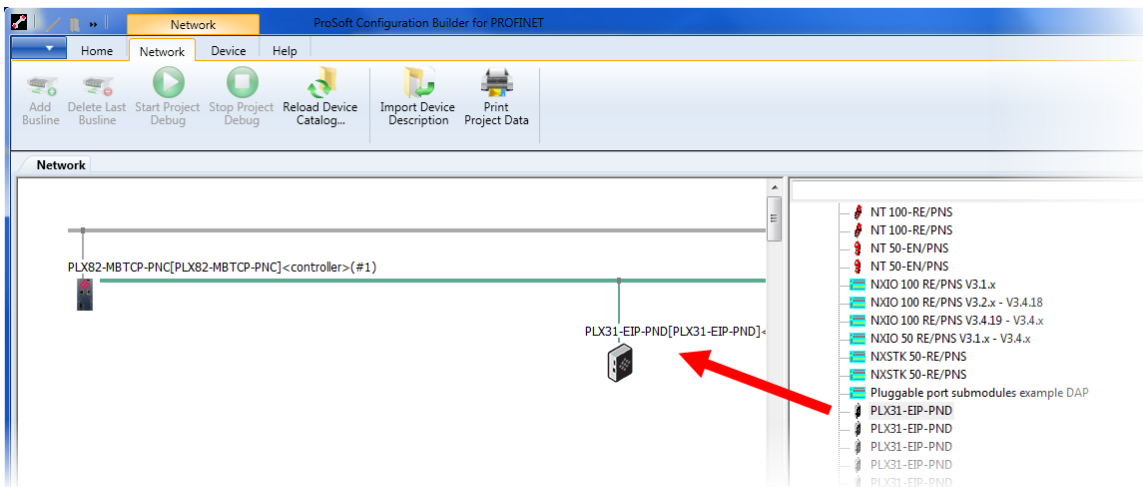 Network
ProSoft Configuration Builder for PROFINET
Home Network Device Help
Add Busline
Delete Last Busline
Start Project Debug
Stop Project Debug
Reload Device Catalog...
Import Device Description
Print Project Data
Network
PLX82-MBTCP-PNC[PLX82-MBTCP-PNC]<controller>(#1)
PLX31-EIP-PND[PLX31-EIP-PND]<
NT 100-RE/PNS
NT 100-RE/PNS
NT 50-EN/PNS
NT 50-EN/PNS
NXIO 100 RE/PNS V3.1.x
NXIO 100 RE/PNS V3.2.x - V3.4.18
NXIO 100 RE/PNS V3.4.19 - V3.4.x
NXIO 50 RE/PNS V3.1.x - V3.4.x
NXSTK 50-RE/PNS
NXSTK 50-RE/PNS
Pluggable port submodules example DAP
PLX31-EIP-PND
PLX31-EIP-PND
PLX31-EIP-PND
PLX31-EIP-PND
PLX31-EIP-PND